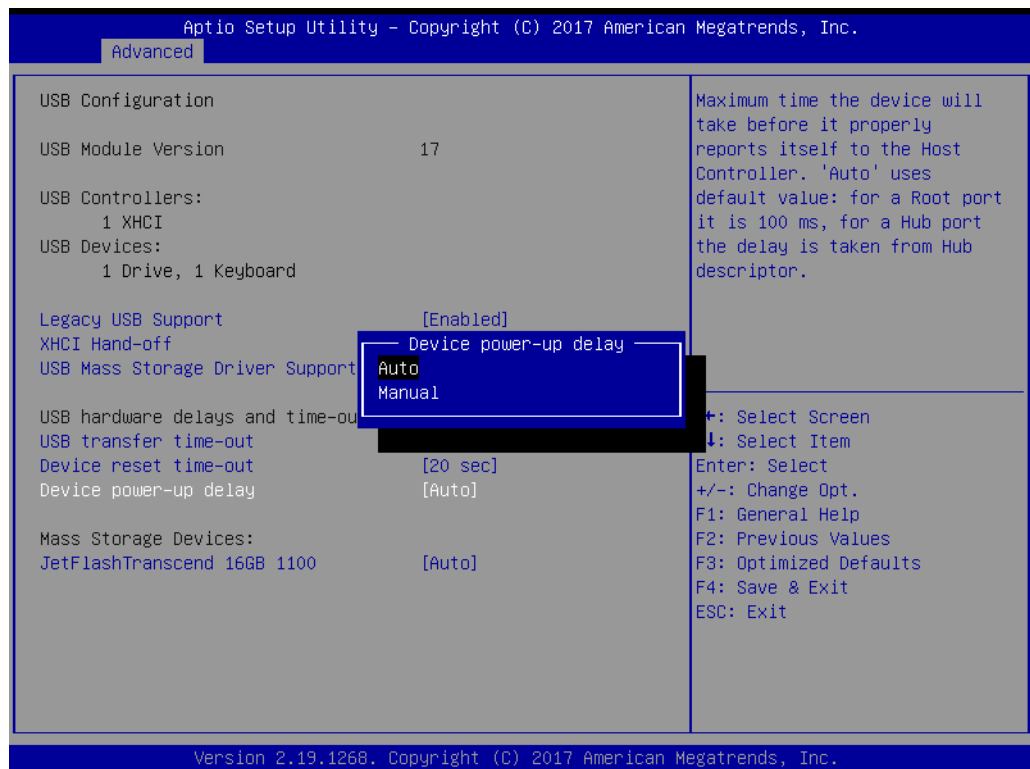 Aptio Setup Utility – Copyright (C) 2017 American Megatrends, Inc.
Advanced
USB Configuration
USB Module Version 17
USB Controllers:
1 XHCI
USB Devices:
1 Drive, 1 Keyboard
Legacy USB Support [Enabled]
XHCI Hand-off
USB Mass Storage Driver Support
USB hardware delays and time-ou
USB transfer time-out
Device reset time-out [20 sec]
Device power-up delay [Auto]
Mass Storage Devices:
JetFlashTranscend 16GB 1100 [Auto]
Device power-up delay
Auto
Manual
Maximum time the device will
take before it properly
reports itself to the Host
Controller. 'Auto' uses
default value: for a Root port
it is 100 ms, for a Hub port
the delay is taken from Hub
descriptor.
: Select Screen
: Select Item
Enter: Select
+/-: Change Opt.
F1: General Help
F2: Previous Values
F3: Optimized Defaults
F4: Save & Exit
ESC: Exit
Version 2.19.1268. Copyright (C) 2017 American Megatrends, Inc.